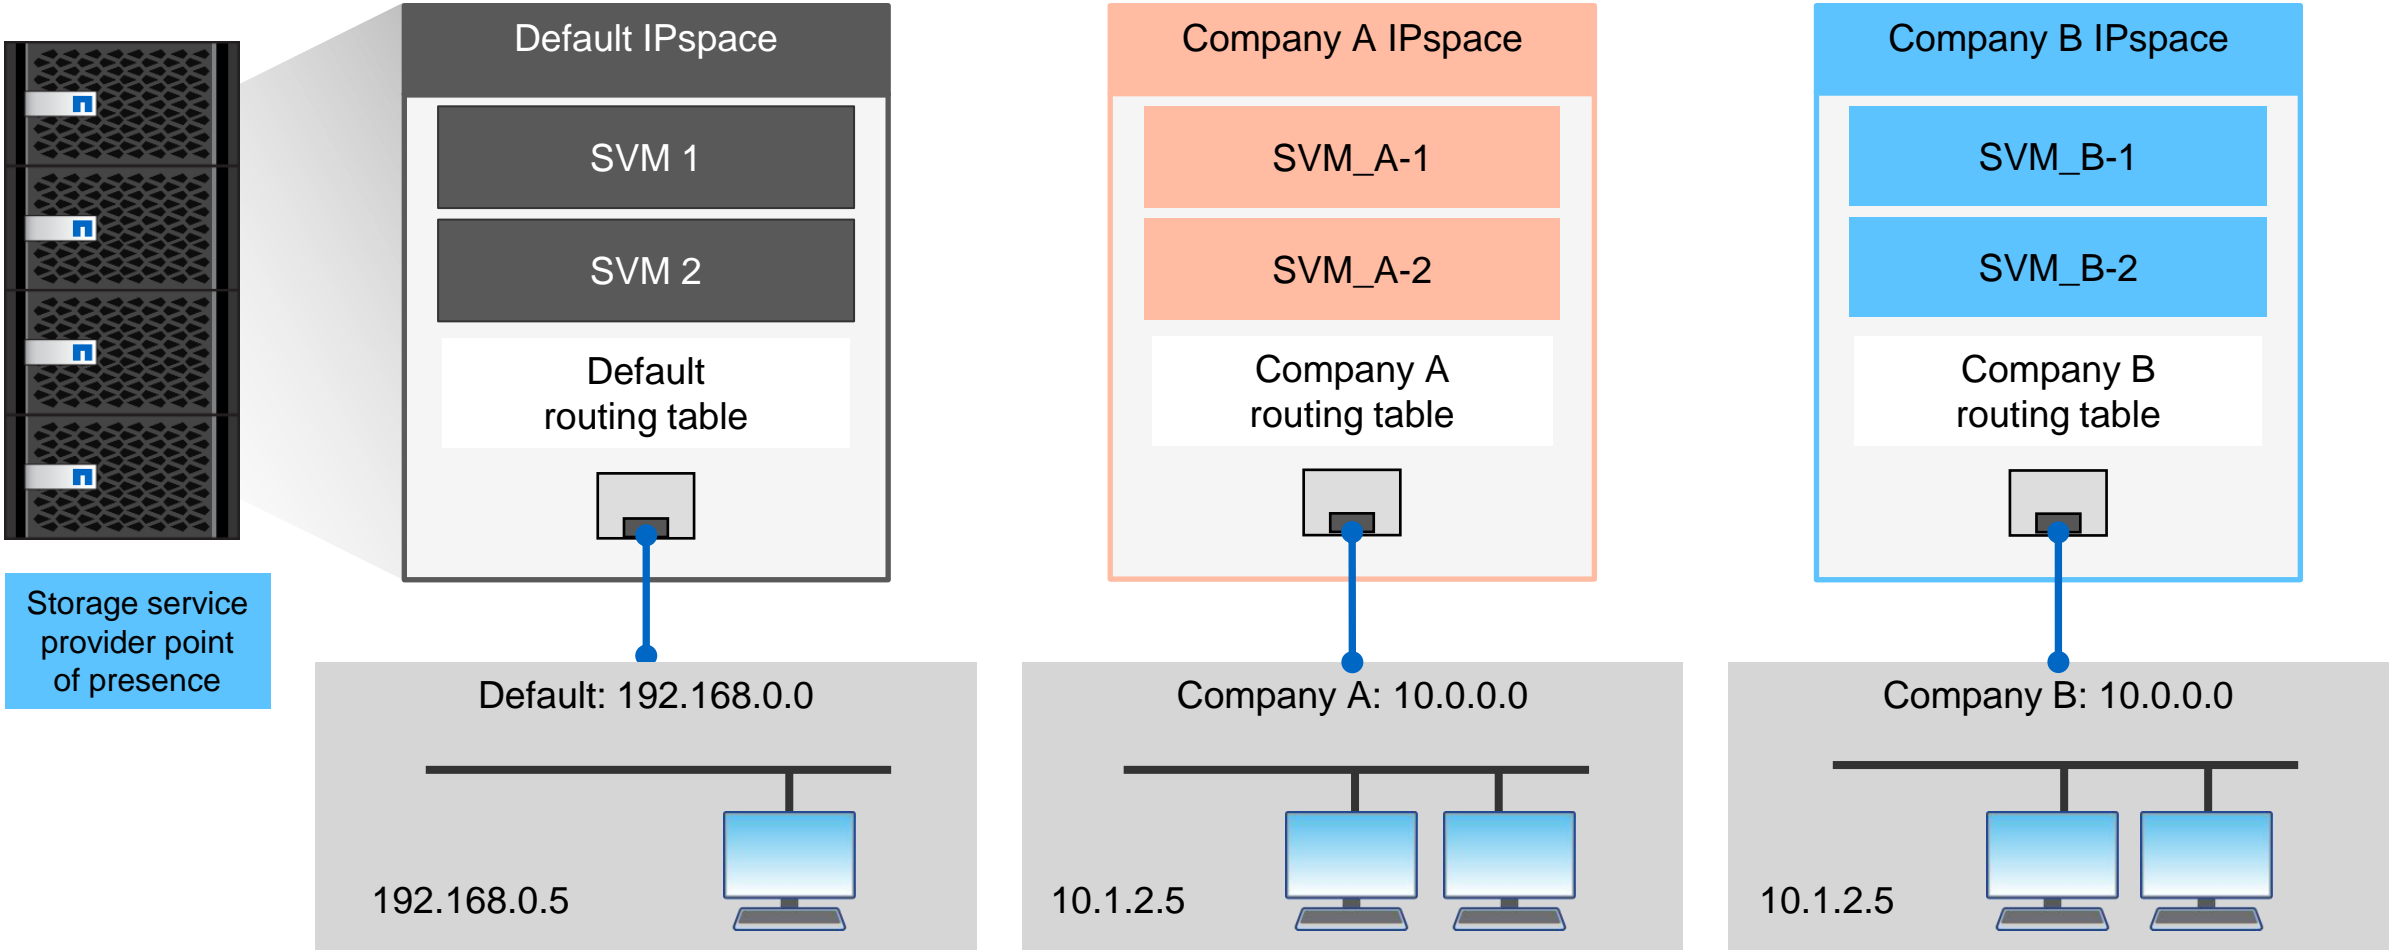 Default IPspace
SVM 1
SVM 2
Default
routing table
Company A IPspace
SVM_A-1
SVM_A-2
Company A
routing table
Company B IPspace
SVM_B-1
SVM_B-2
Company B
routing table
Storage service
provider point
of presence
Default: 192.168.0.0
192.168.0.5
Company A: 10.0.0.0
10.1.2.5
Company B: 10.0.0.0
10.1.2.5